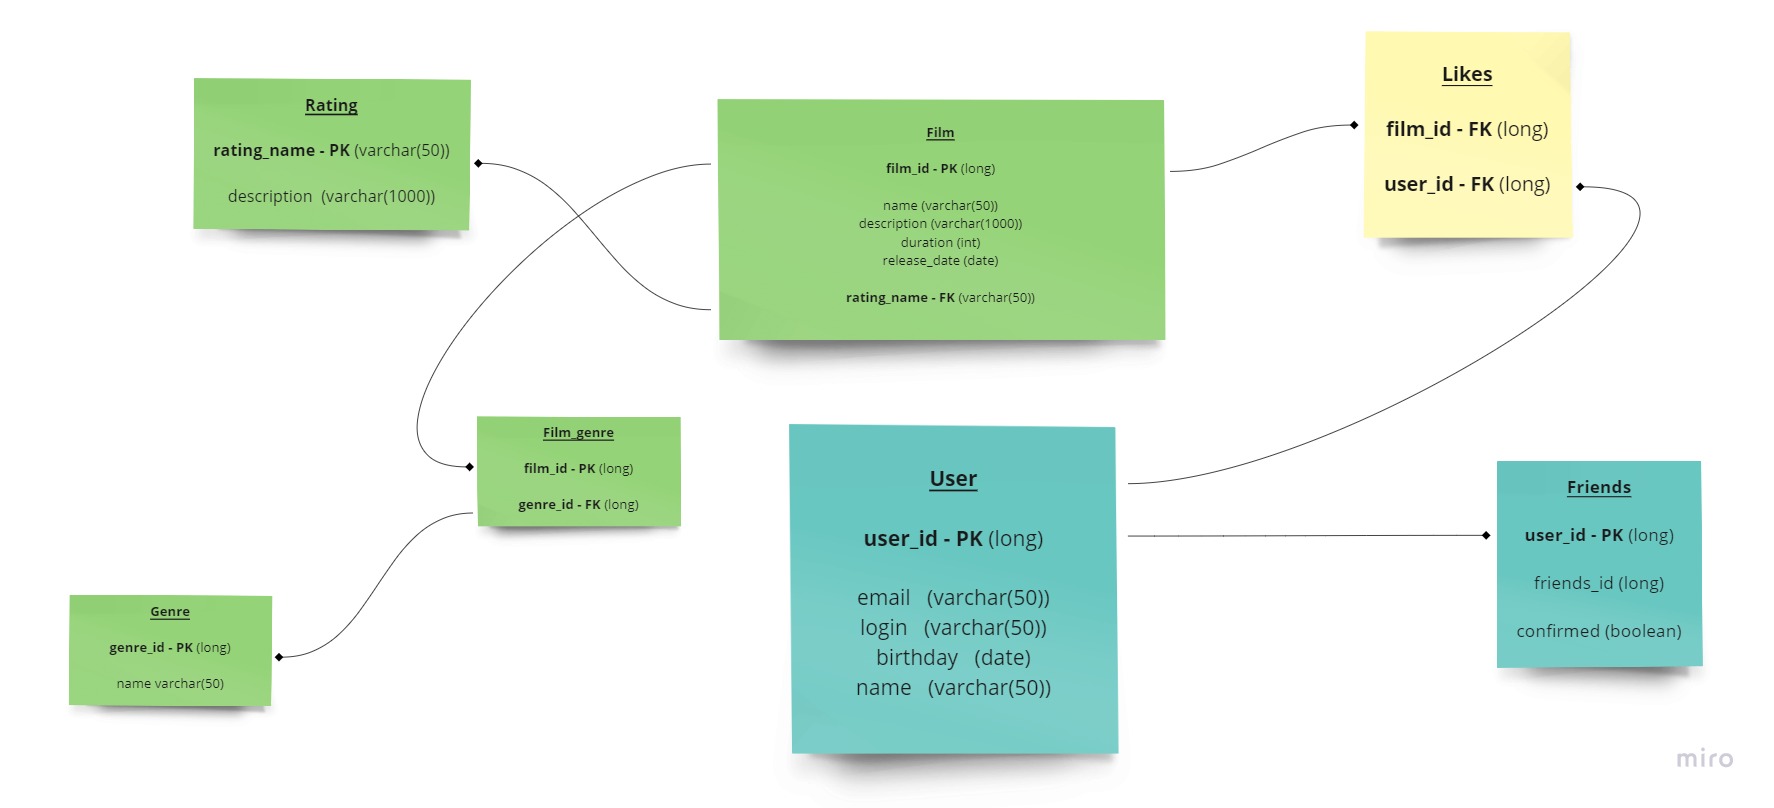 Rating
rating_name - PK (varchar(50))
description (varchar(1000))
Film
film_id - PK (long)
name (varchar(50))
description (varchar(1000))
duration (int)
release_date (date)
rating_name - FK (varchar(50))
Likes
film_id - FK (long)
user_id - FK (long)
Film_genre
film_id - PK (long)
genre_id - FK (long)
Genre
genre_id - PK (long)
name varchar(50)
User
user_id - PK (long)
email (varchar(50))
login (varchar(50))
birthday (date)
name (varchar(50))
Friends
user_id - PK (long)
friends_id (long)
confirmed (boolean)
miro